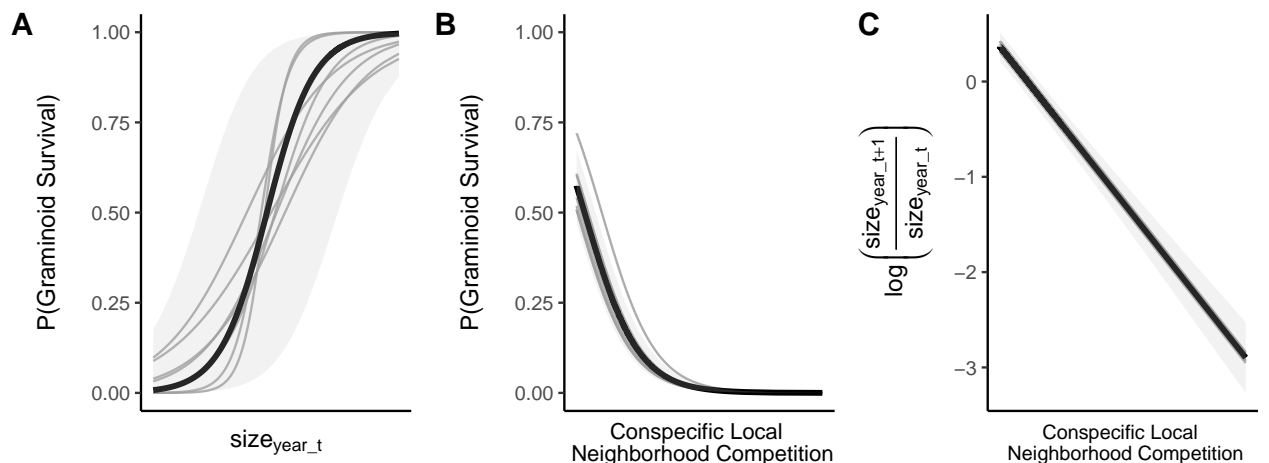 A
P(Graminoid Survival)
1.00
0.75
0.50
0.25
0.00
size_year_t
B
P(Graminoid Survival)
1.00
0.75
0.50
0.25
0.00
Conspecific Local
Neighborhood Competition
C
log(size_year_t+1 / size_year_t)
0
−1
−2
−3
Conspecific Local
Neighborhood Competition